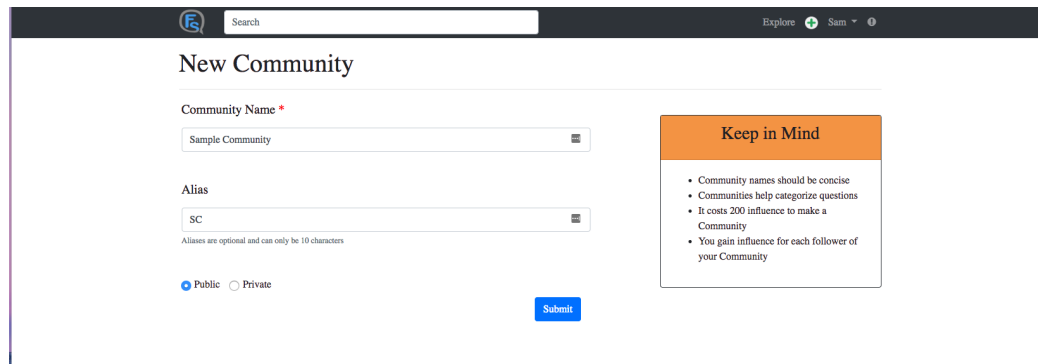 FS
Search
Explore
Sam
New Community
Community Name *
Sample Community
Alias
SC
Aliases are optional and can only be 10 characters
Public
Private
Submit
Keep in Mind
Community names should be concise
Communities help categorize questions
It costs 200 influence to make a
Community
You gain influence for each follower of
your Community